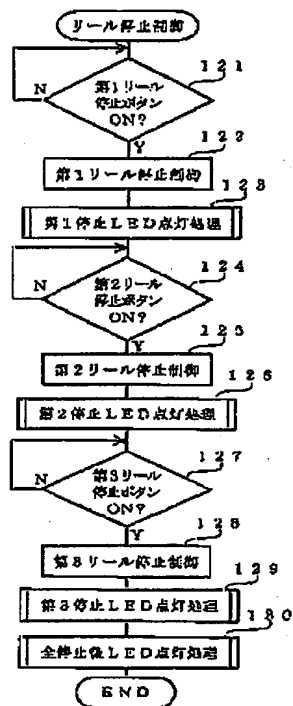 リール停止制御
121
第1リール
停止ボタン
ON?
N
Y
122
第1リール停止制御
123
第1停止LED点灯処理
124
第2リール
停止ボタン
ON?
N
Y
125
第2リール停止制御
126
第2停止LED点灯処理
127
第3リール
停止ボタン
ON?
N
Y
128
第3リール停止制御
129
第3停止LED点灯処理
130
全停止後LED点灯処理
END